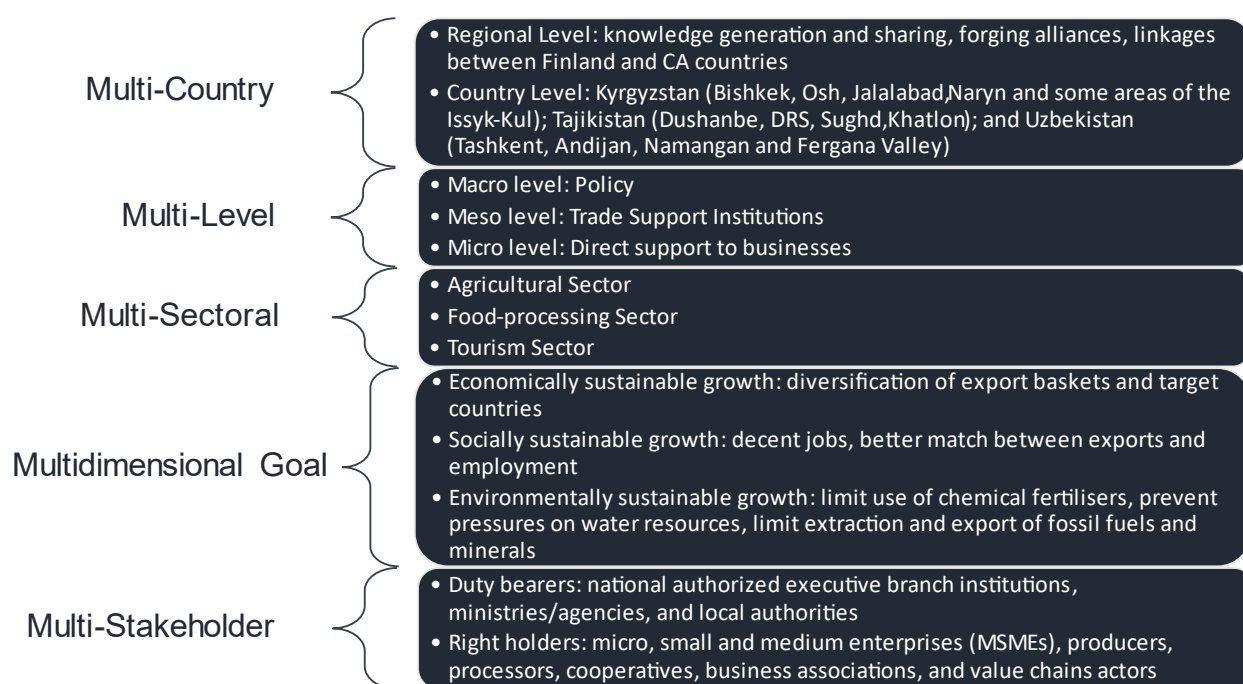 Multi-Country
• Regional Level: knowledge generation and sharing, forging alliances, linkages
between Finland and CA countries
• Country Level: Kyrgyzstan (Bishkek, Osh, Jalalabad,Naryn and some areas of the
Issyk-Kul); Tajikistan (Dushanbe, DRS, Sughd,Khatlon); and Uzbekistan
(Tashkent, Andijan, Namangan and Fergana Valley)
Multi-Level
• Macro level: Policy
• Meso level: Trade Support Institutions
• Micro level: Direct support to businesses
Multi-Sectoral
• Agricultural Sector
• Food-processing Sector
• Tourism Sector
Multidimensional Goal
• Economically sustainable growth: diversification of export baskets and target
countries
• Socially sustainable growth: decent jobs, better match between exports and
employment
• Environmentally sustainable growth: limit use of chemical fertilisers, prevent
pressures on water resources, limit extraction and export of fossil fuels and
minerals
Multi-Stakeholder
• Duty bearers: national authorized executive branch institutions,
ministries/agencies, and local authorities
• Right holders: micro, small and medium enterprises (MSMEs), producers,
processors, cooperatives, business associations, and value chains actors